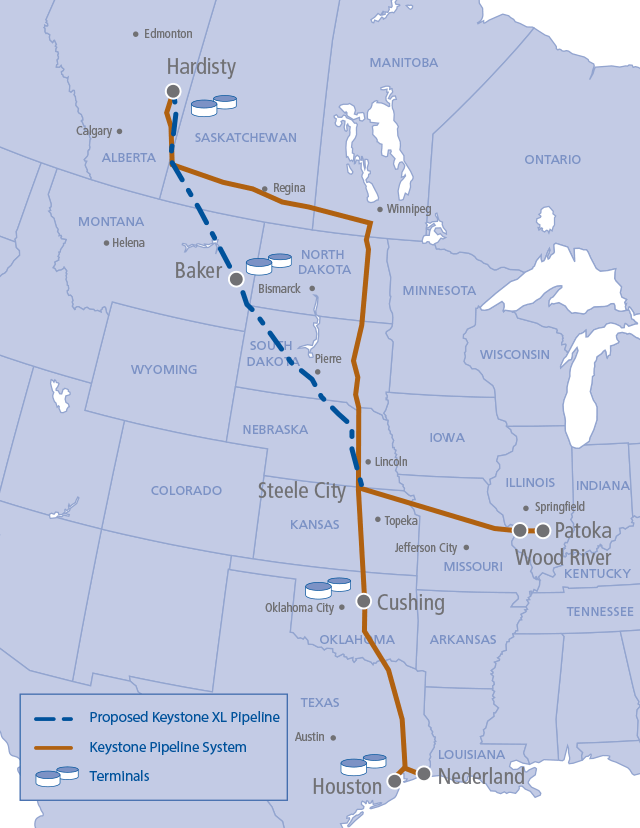 Edmonton
Hardisty
MANITOBA
Calgary
SASKATCHEWAN
ALBERTA
ONTARIO
Regina
Winnipeg
MONTANA
Helena
NORTH
DAKOTA
Baker
Bismarck
MINNESOTA
SOUTH
DAKOTA
Pierre
WISCONSIN
WYOMING
NEBRASKA
IOWA
Lincoln
Steele City
COLORADO
ILLINOIS
INDIANA
Springfield
KANSAS
Topeka
Patoka
Jefferson City
Wood River
MISSOURI
KENTUCKY
Oklahoma City
Cushing
TENNESSEE
OKLAHOMA
ARKANSAS
TEXAS
Austin
LOUISIANA
Houston
Nederland
Proposed Keystone XL Pipeline
Keystone Pipeline System
Terminals